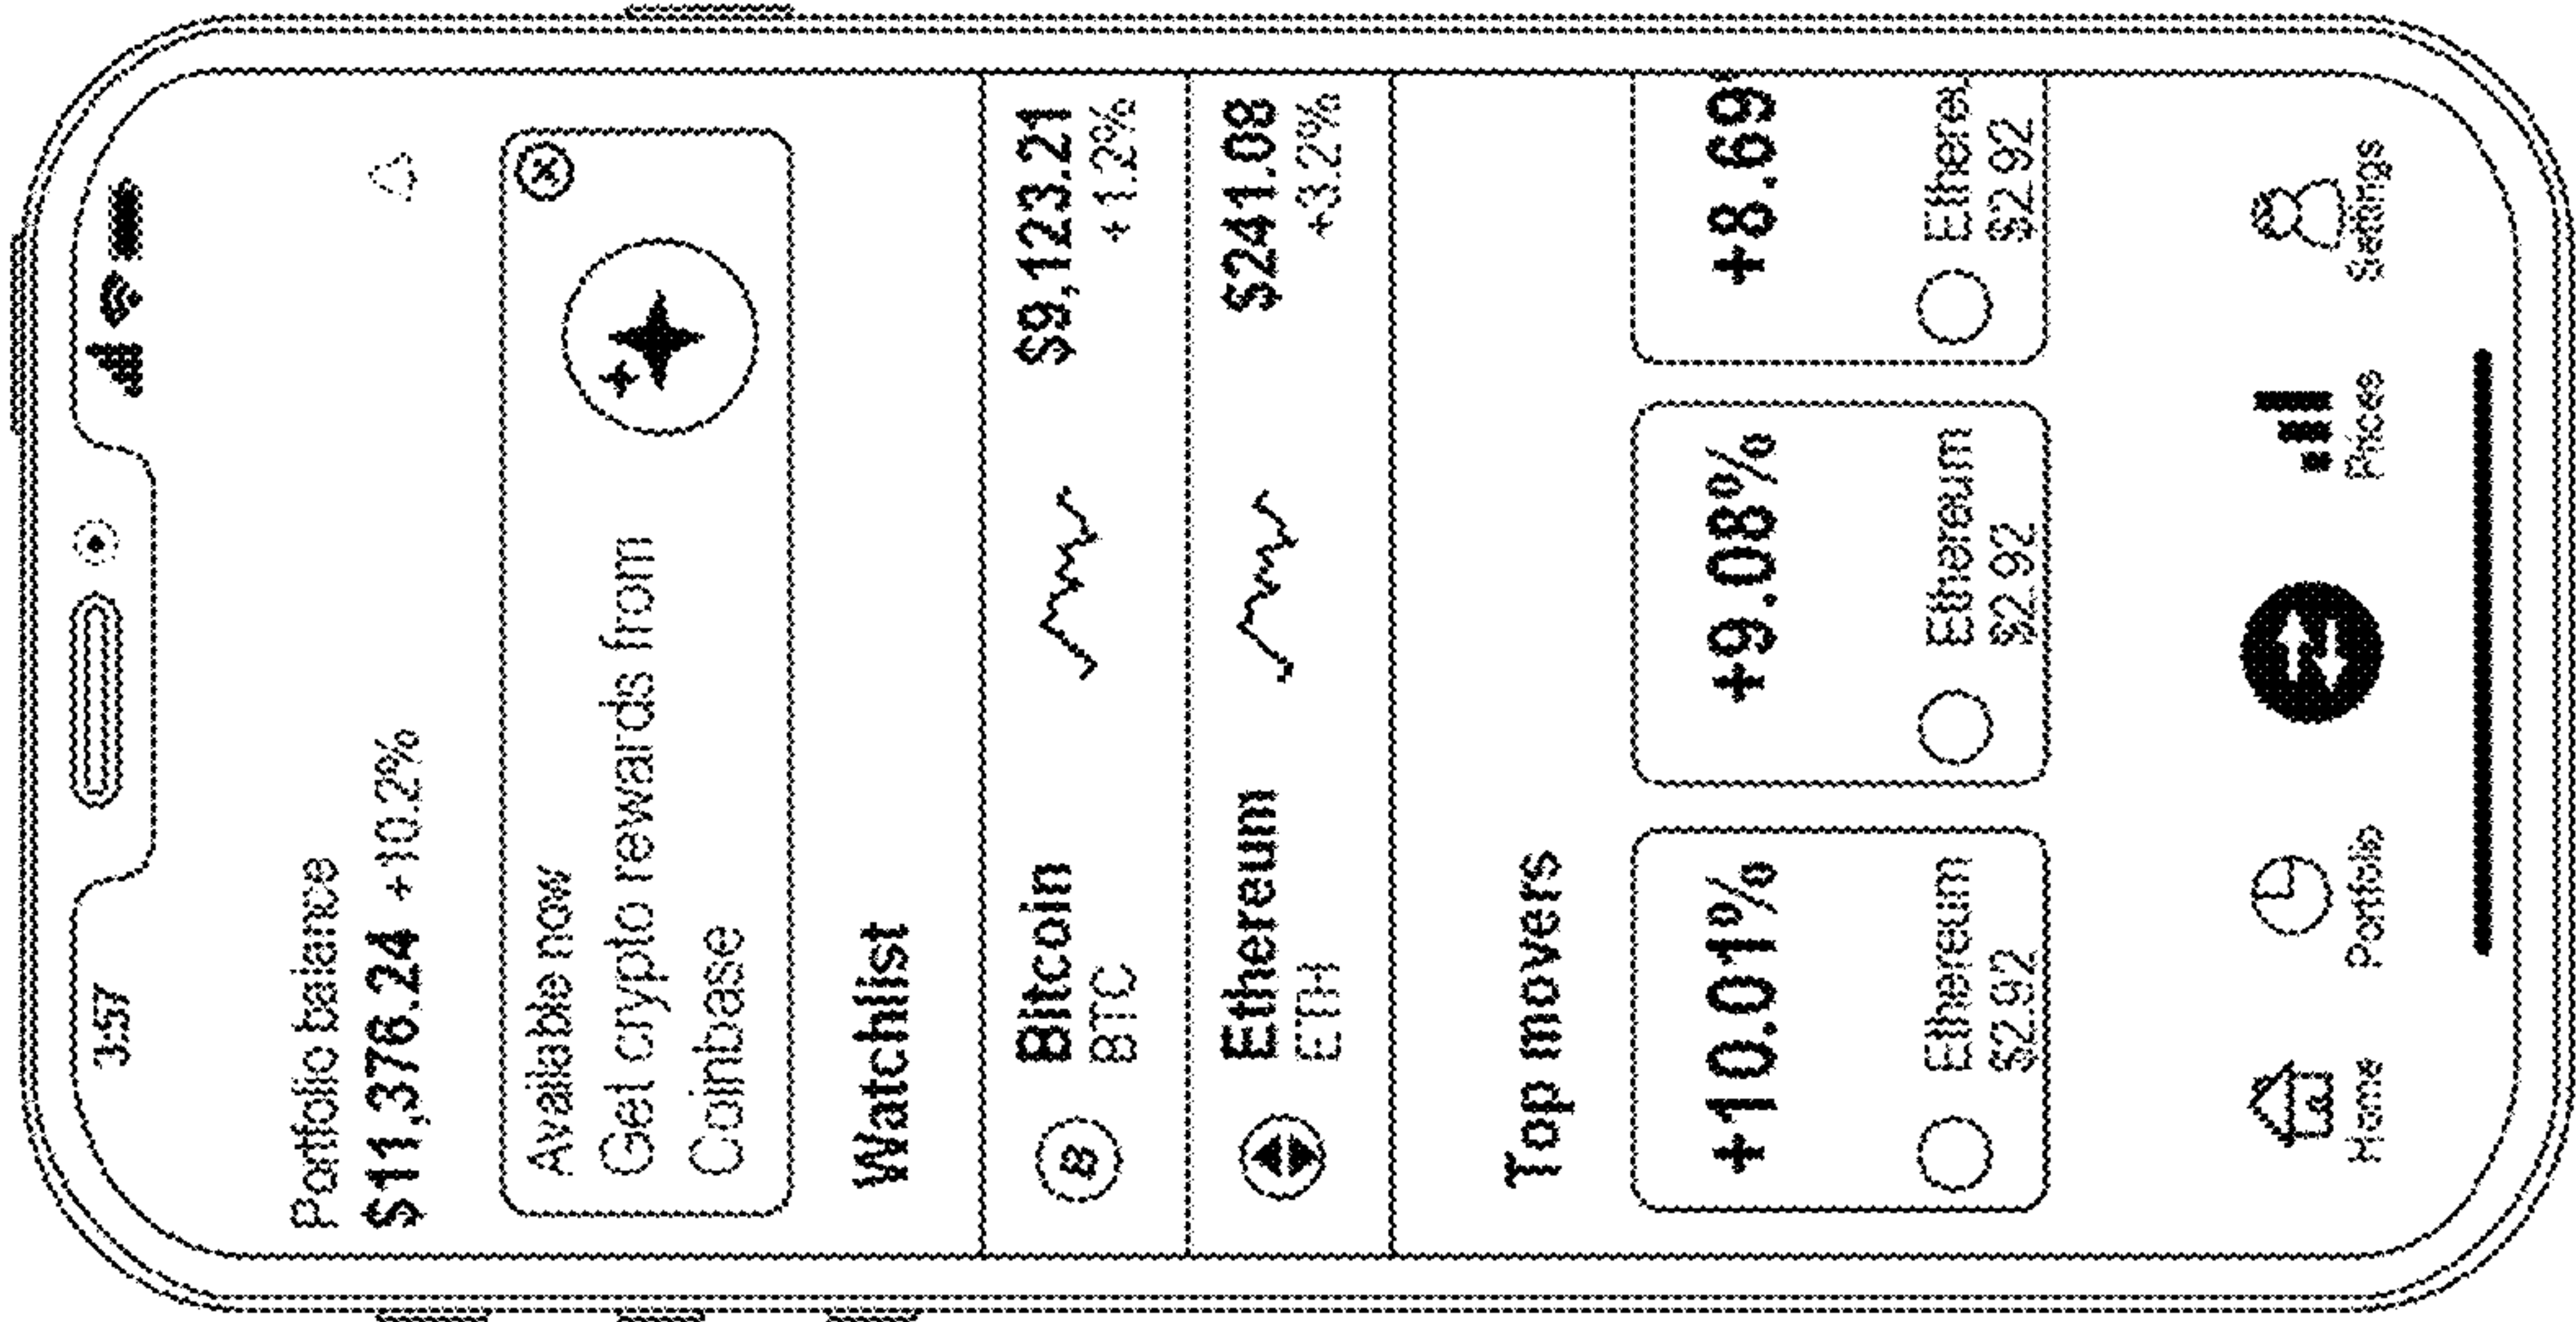 3:57
Portfolio balance
$11,376.24 +10.2%
Available now
Get crypto rewards from
Coinbase
Watchlist
Bitcoin $9,123.21
BTC +1.2%
Ethereum $241.08
ETH +3.2%
Top movers
+10.01% +9.08% +8.69
Ethereum Ethereum Ethereu
$2.92 $2.92 $2.92
Home Portfolio Prices Settings